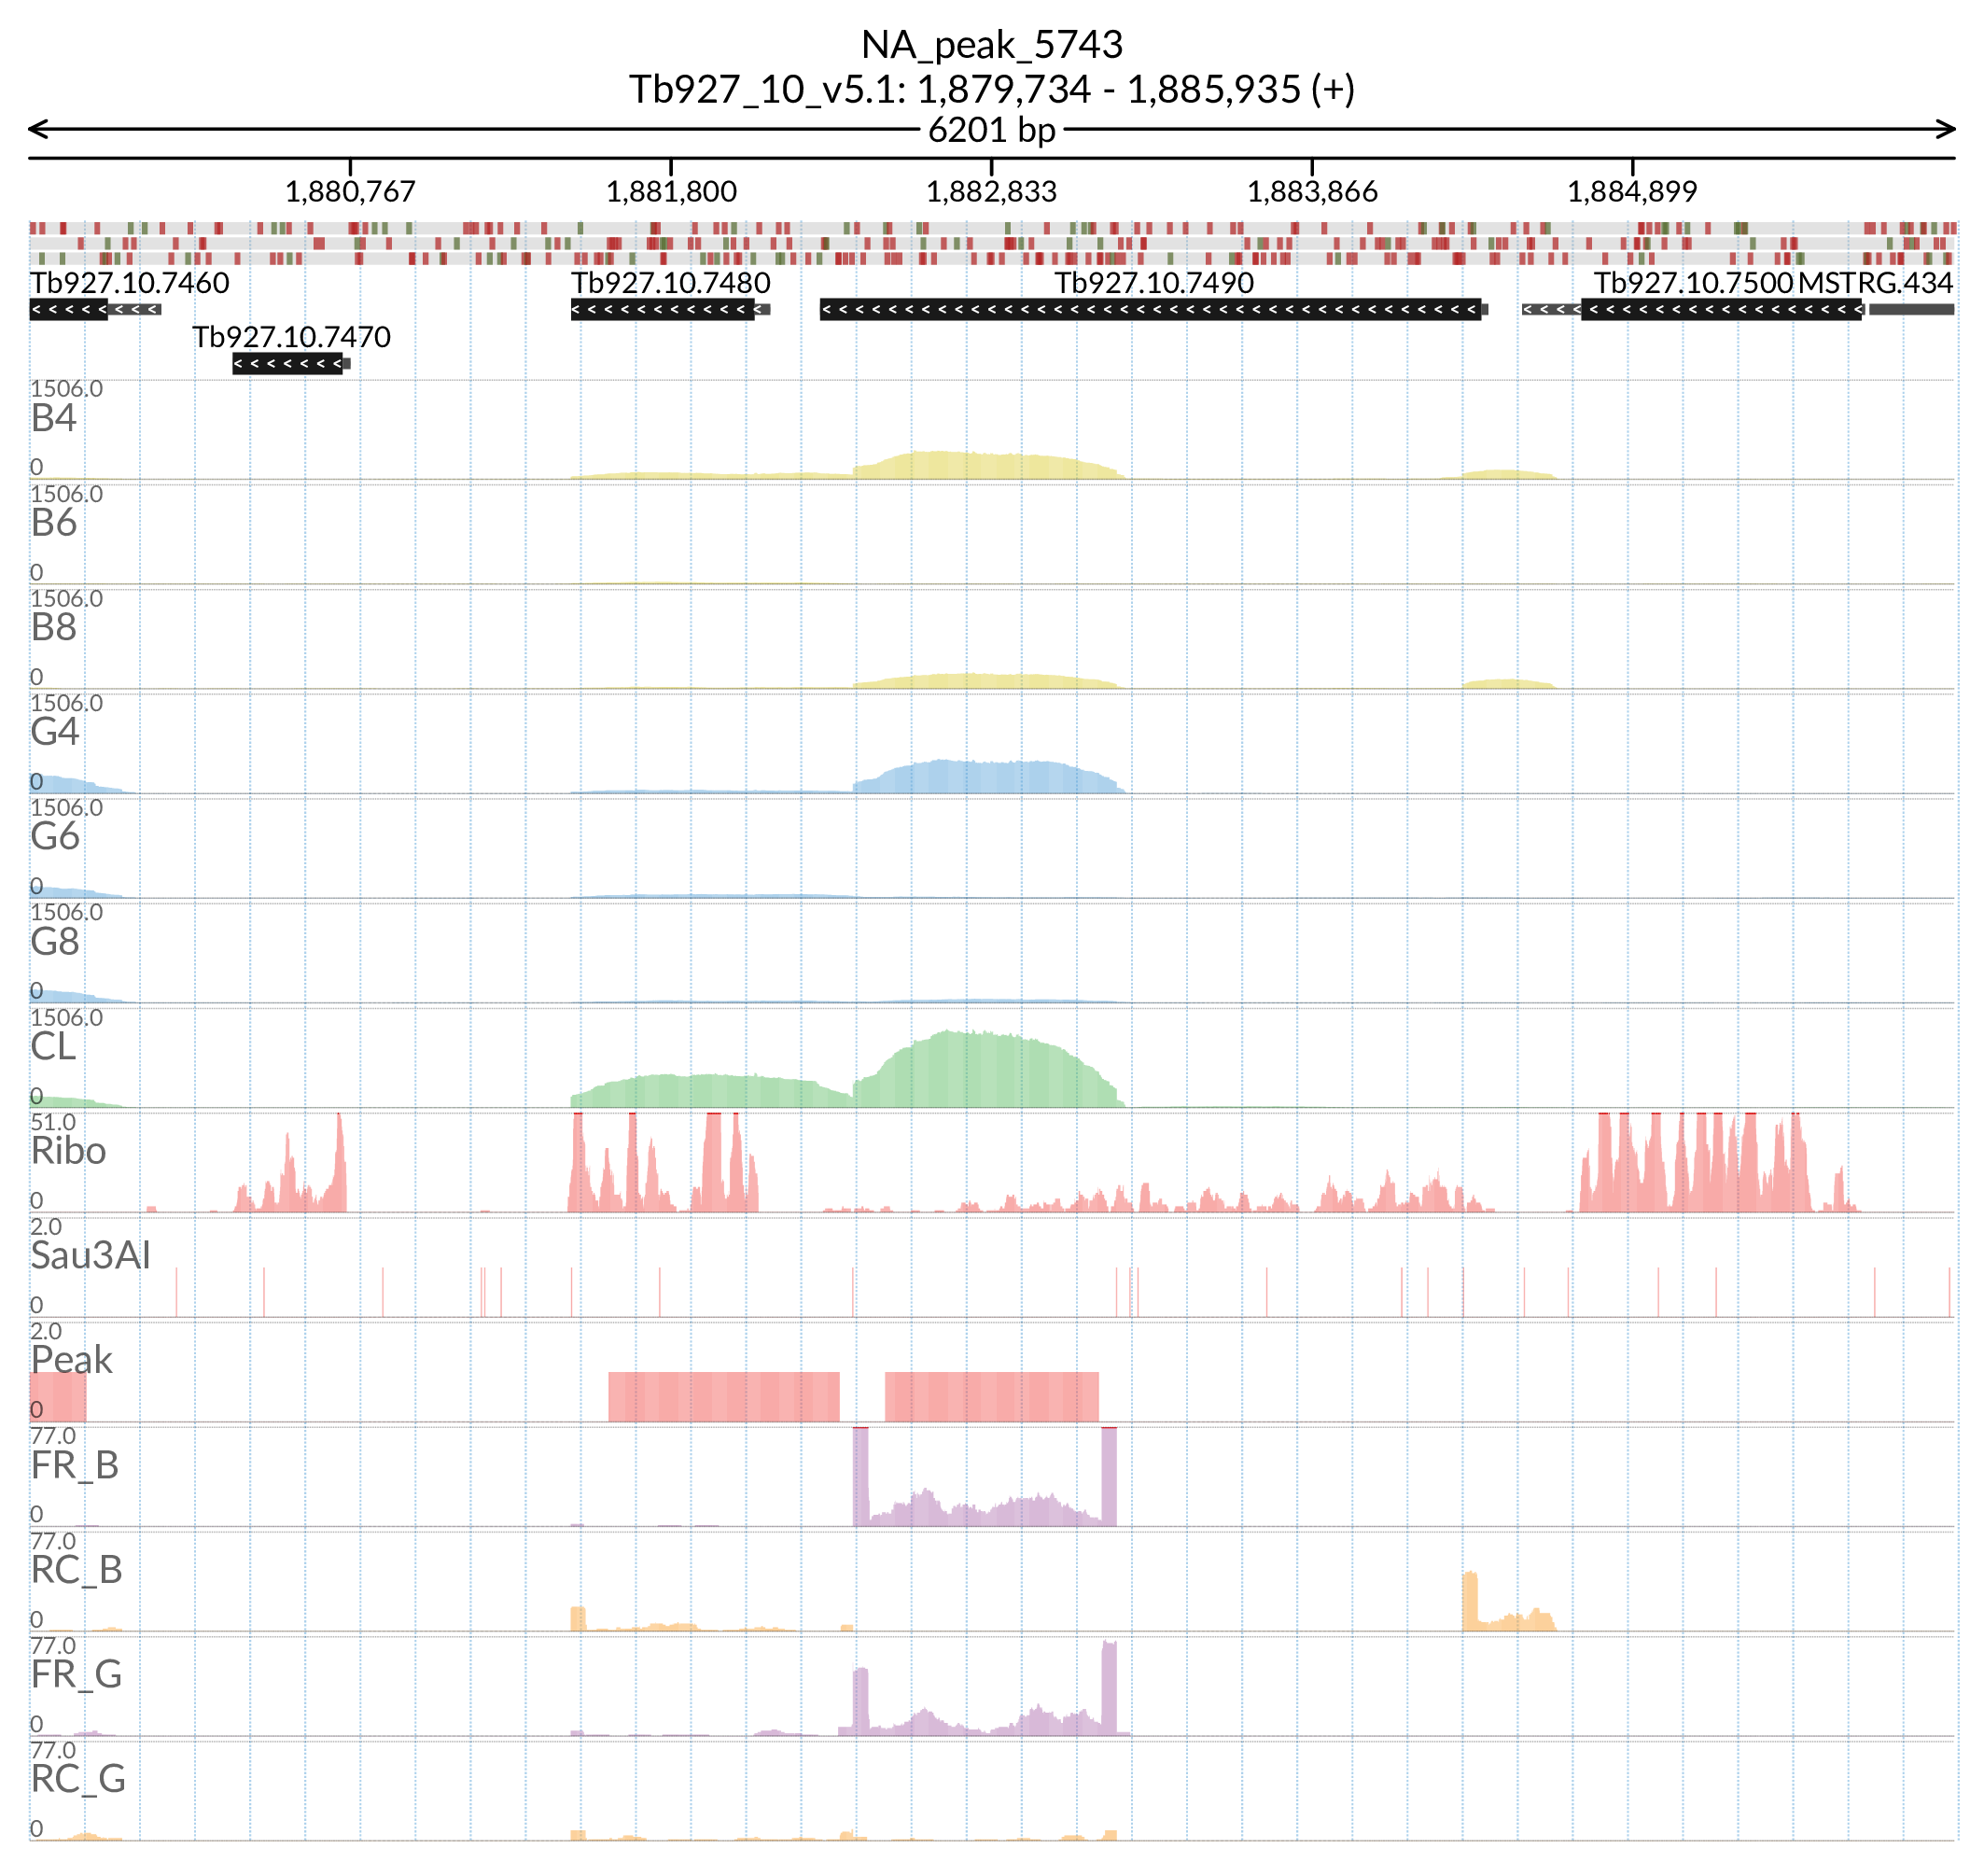 NA_peak_5743
Tb927_10_v5.1: 1,879,734 - 1,885,935 (+)
6201 bp
1,880,767 1,881,800 1,882,833 1,883,866 1,884,899
Tb927.10.7460 Tb927.10.7480 Tb927.10.7490 Tb927.10.7500 MSTRG.434
Tb927.10.7470
1506.0
B4
0
1506.0
B6
0
1506.0
B8
0
1506.0
G4
0
1506.0
G6
0
1506.0
G8
0
1506.0
CL
0
51.0
Ribo
0
2.0
Sau3AI
0
2.0
Peak
0
77.0
FR_B
0
77.0
RC_B
0
77.0
FR_G
0
77.0
RC_G
0